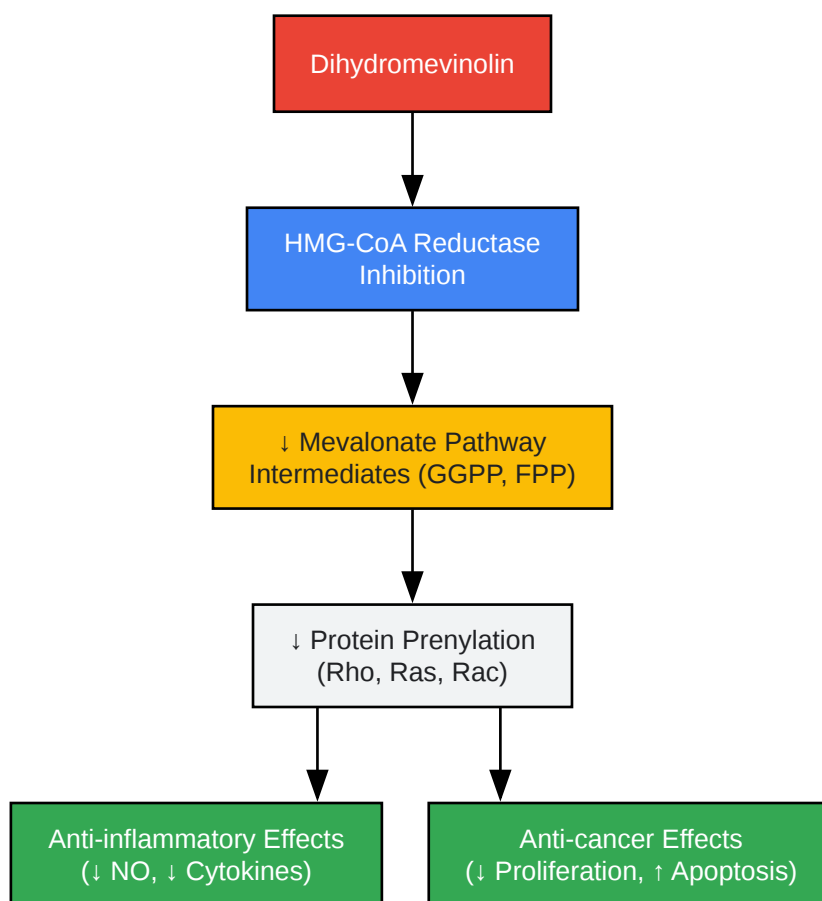 Dihydromevinolin
HMG-CoA Reductase
Inhibition
↓ Mevalonate Pathway
Intermediates (GGPP, FPP)
↓ Protein Prenylation
(Rho, Ras, Rac)
Anti-inflammatory Effects
(↓ NO, ↓ Cytokines)
Anti-cancer Effects
(↓ Proliferation, ↑ Apoptosis)